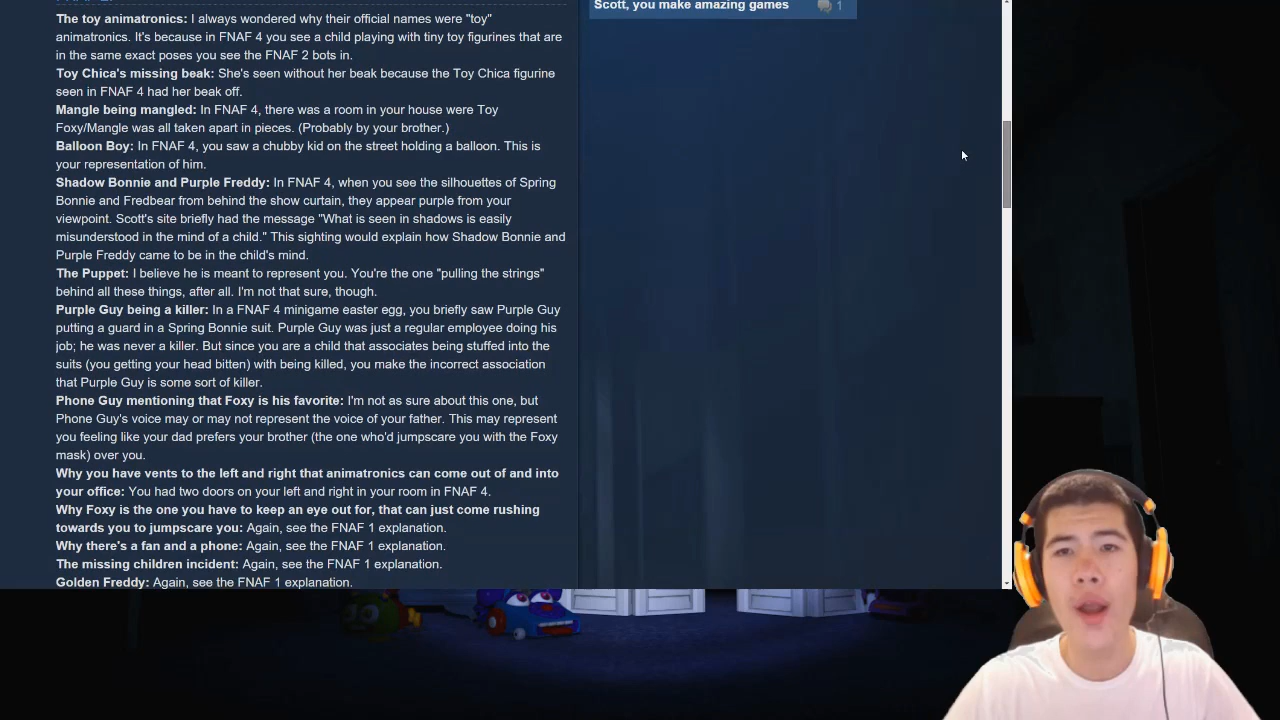 Scott, you make amazing games
1
The toy animatronics: I always wondered why their official names were "toy"
animatronics. It's because in FNAF 4 you see a child playing with tiny toy figurines that are
in the same exact poses you see the FNAF 2 bots in.
Toy Chica's missing beak: She's seen without her beak because the Toy Chica figurine
seen in FNAF 4 had her beak off.
Mangle being mangled: In FNAF 4, there was a room in your house were Toy
Foxy/Mangle was all taken apart in pieces. (Probably by your brother.)
Balloon Boy: In FNAF 4, you saw a chubby kid on the street holding a balloon. This is
your representation of him.
Shadow Bonnie and Purple Freddy: In FNAF 4, when you see the silhouettes of Spring
Bonnie and Fredbear from behind the show curtain, they appear purple from your
viewpoint. Scott's site briefly had the message "What is seen in shadows is easily
misunderstood in the mind of a child." This sighting would explain how Shadow Bonnie and
Purple Freddy came to be in the child's mind.
The Puppet: I believe he is meant to represent you. You're the one "pulling the strings"
behind all these things, after all. I'm not that sure, though.
Purple Guy being a killer: In a FNAF 4 minigame easter egg, you briefly saw Purple Guy
putting a guard in a Spring Bonnie suit. Purple Guy was just a regular employee doing his
job; he was never a killer. But since you are a child that associates being stuffed into the
suits (you getting your head bitten) with being killed, you make the incorrect association
that Purple Guy is some sort of killer.
Phone Guy mentioning that Foxy is his favorite: I'm not as sure about this one, but
Phone Guy's voice may or may not represent the voice of your father. This may represent
you feeling like your dad prefers your brother (the one who'd jumpscare you with the Foxy
mask) over you.
Why you have vents to the left and right that animatronics can come out of and into
your office: You had two doors on your left and right in your room in FNAF 4.
Why Foxy is the one you have to keep an eye out for, that can just come rushing
towards you to jumpscare you: Again, see the FNAF 1 explanation.
Why there's a fan and a phone: Again, see the FNAF 1 explanation.
The missing children incident: Again, see the FNAF 1 explanation.
Golden Freddy: Again, see the FNAF 1 explanation.